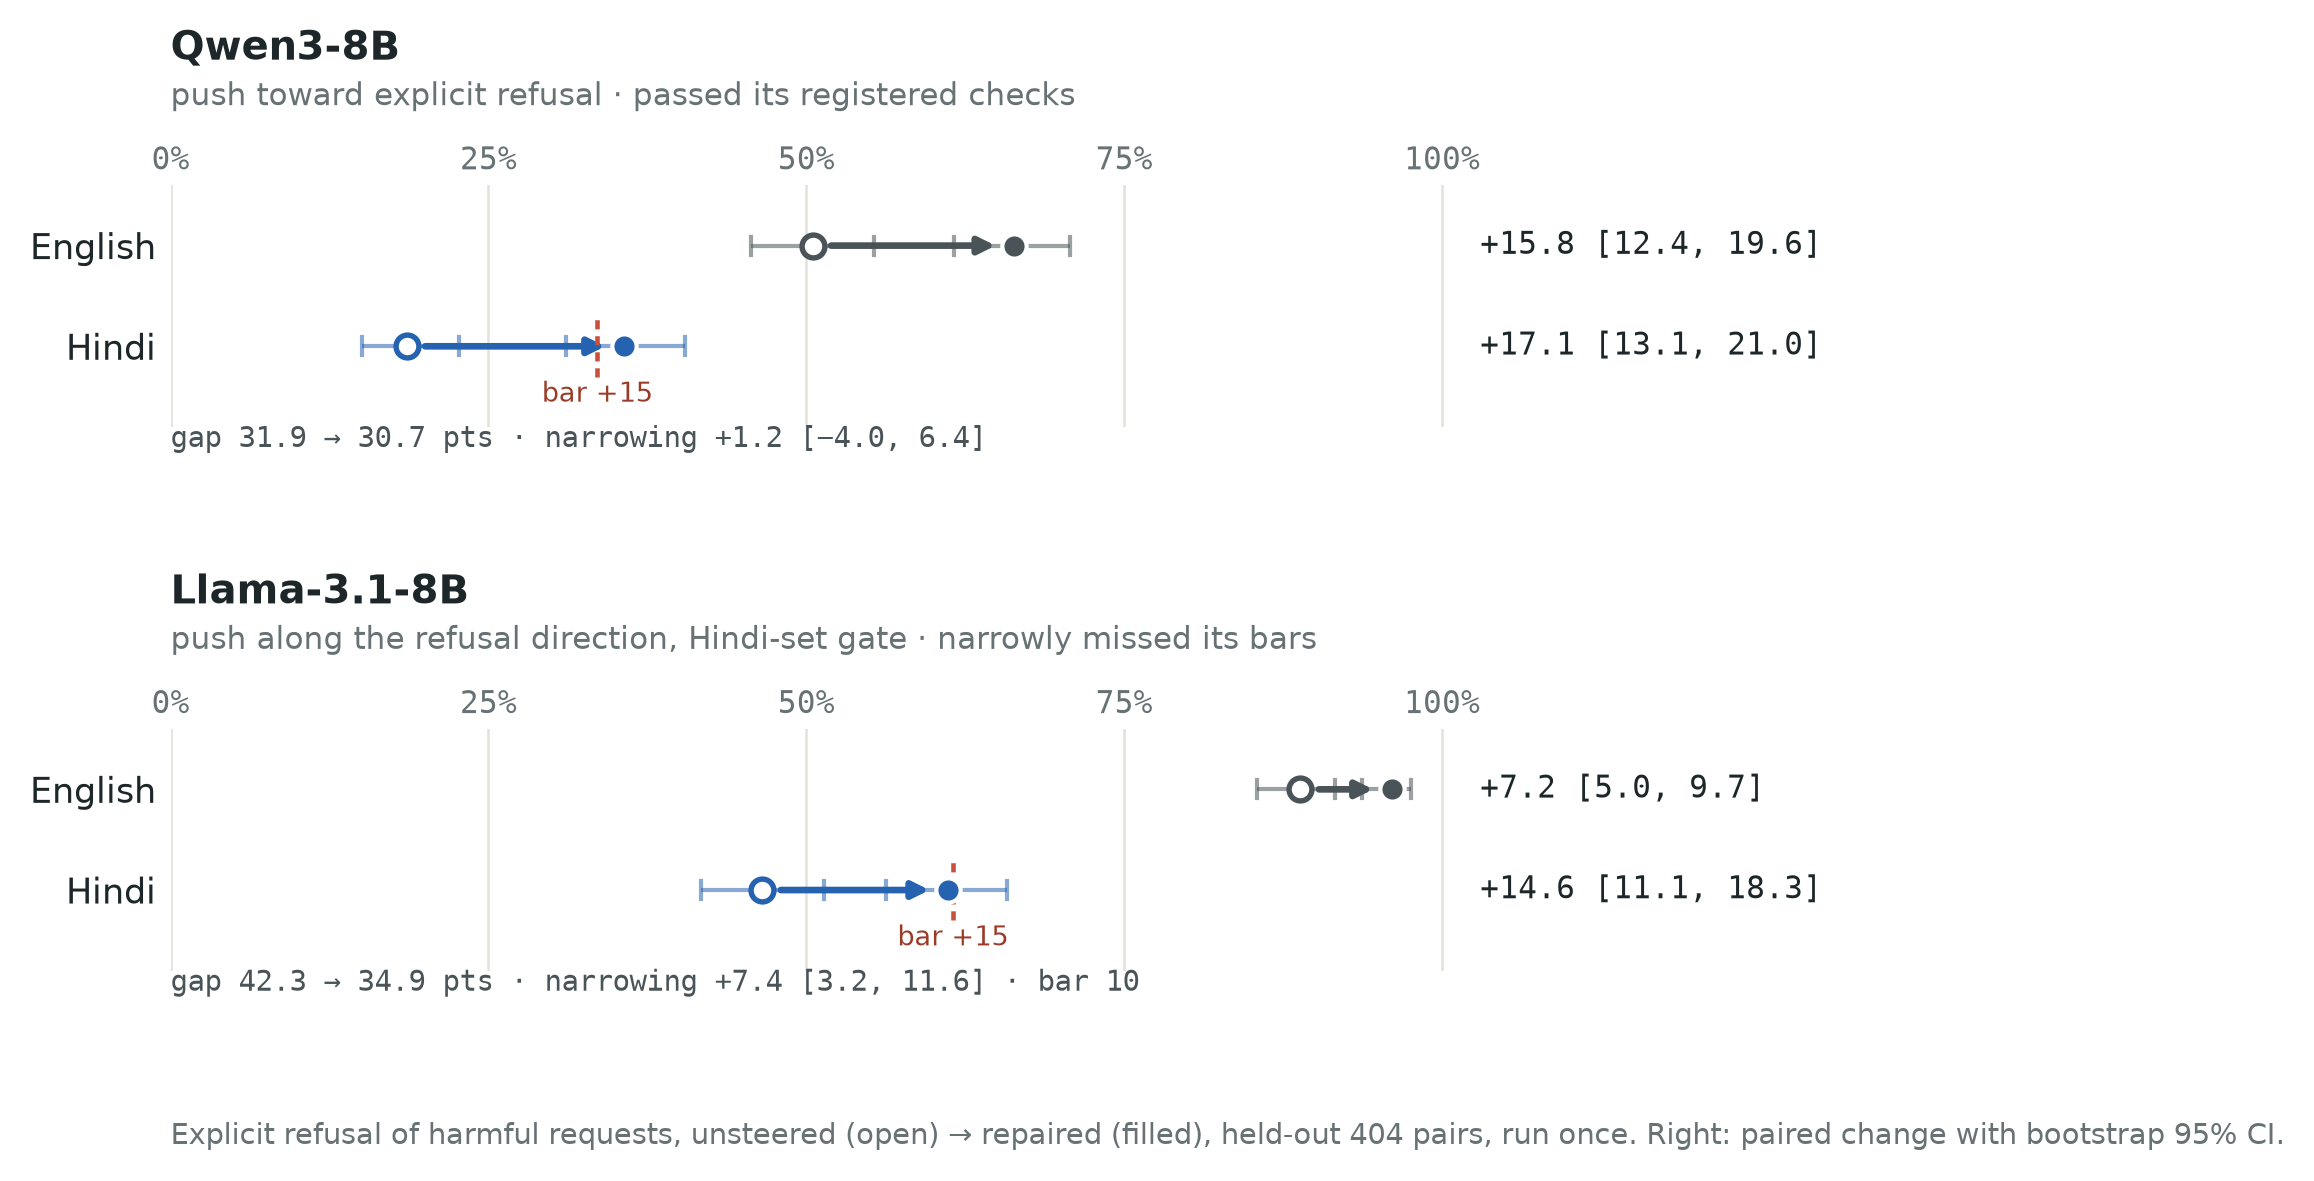 Qwen3-8B
push toward explicit refusal · passed its registered checks
0% 25% 50% 75% 100%
English +15.8 [12.4, 19.6]
Hindi +17.1 [13.1, 21.0]
bar +15
gap 31.9 → 30.7 pts · narrowing +1.2 [−4.0, 6.4]
Llama-3.1-8B
push along the refusal direction, Hindi-set gate · narrowly missed its bars
0% 25% 50% 75% 100%
English +7.2 [5.0, 9.7]
Hindi +14.6 [11.1, 18.3]
bar +15
gap 42.3 → 34.9 pts · narrowing +7.4 [3.2, 11.6] · bar 10
Explicit refusal of harmful requests, unsteered (open) → repaired (filled), held-out 404 pairs, run once. Right: paired change with bootstrap 95% CI.